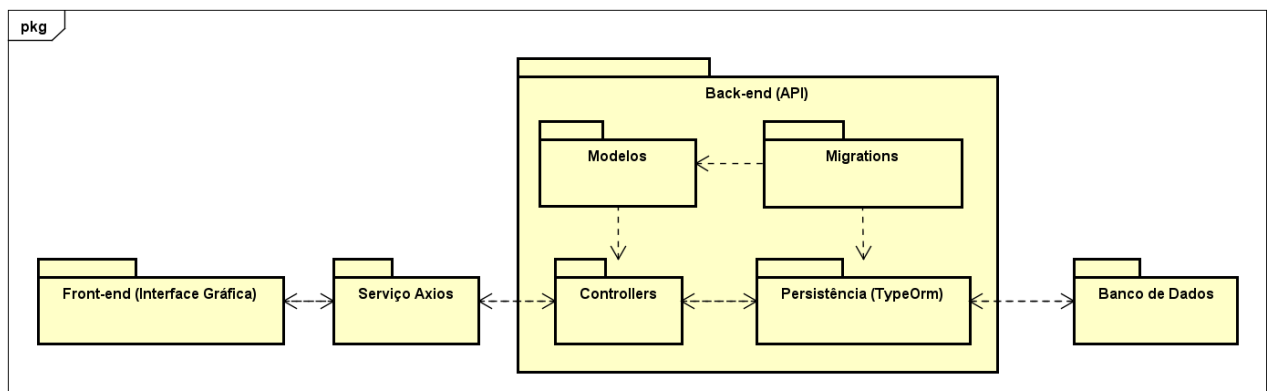 pkg
Back-end (API)
Modelos
Migrations
Front-end (Interface Gráfica)
Serviço Axios
Controllers
Persistência (TypeOrm)
Banco de Dados